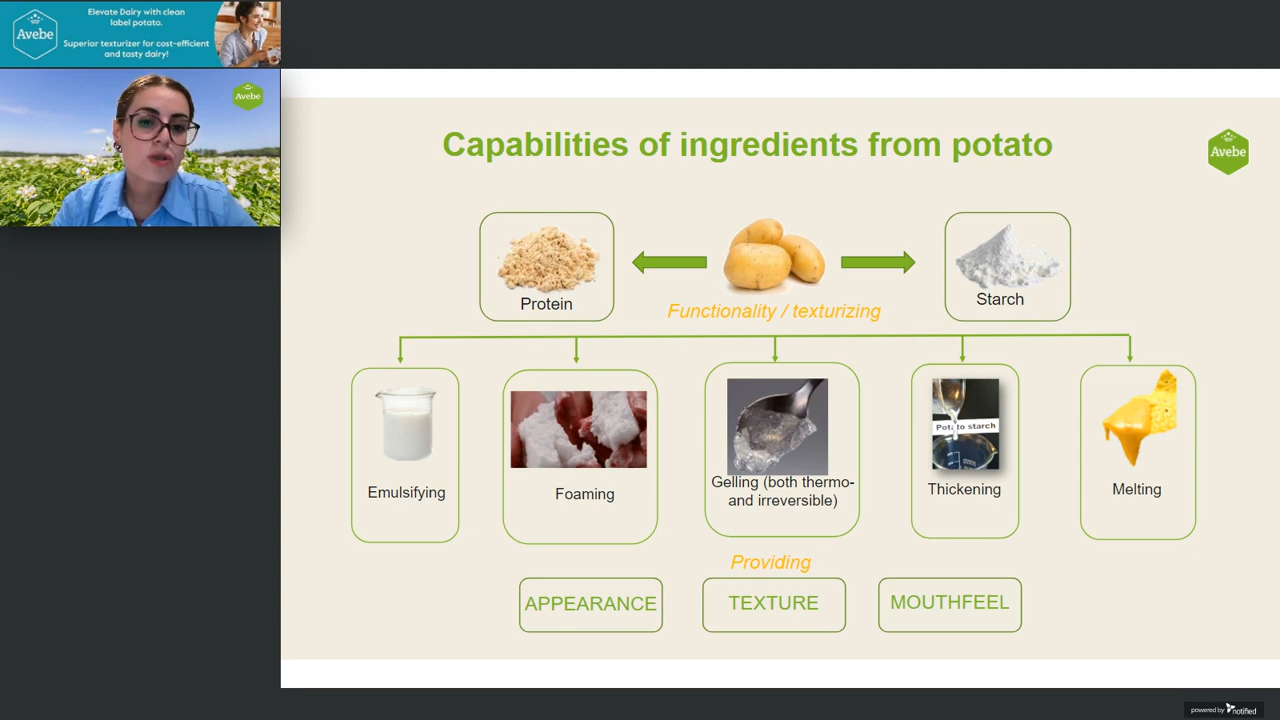 Elevate Dairy with clean
label potato.
Avebe
Superior texturizer for cost-efficient
and tasty dairy!
Avebe
Capabilities of ingredients from potato
Avebe
Protein
Starch
Functionality / texturizing
Potato starch
Emulsifying
Foaming
Gelling (both thermo-
and irreversible)
Thickening
Melting
Providing
APPEARANCE
TEXTURE
MOUTHFEEL
powered by notified